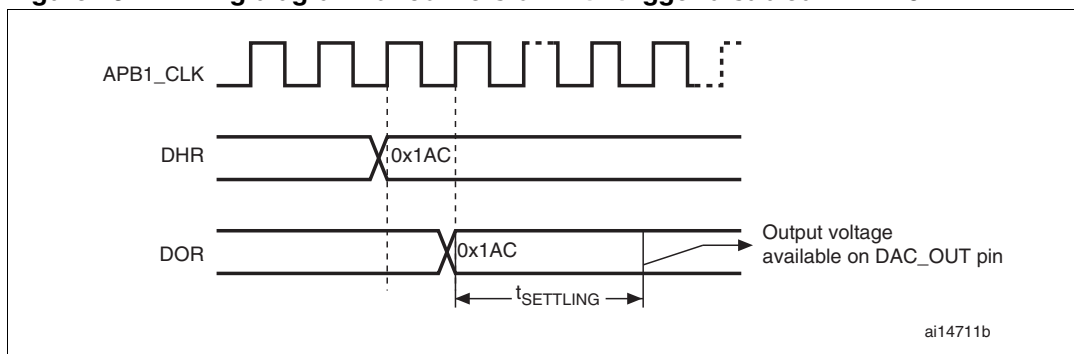 APB1_CLK
DHR
0x1AC
DOR
0x1AC
Output voltage
available on DAC_OUT pin
tSETTLING
ai14711b